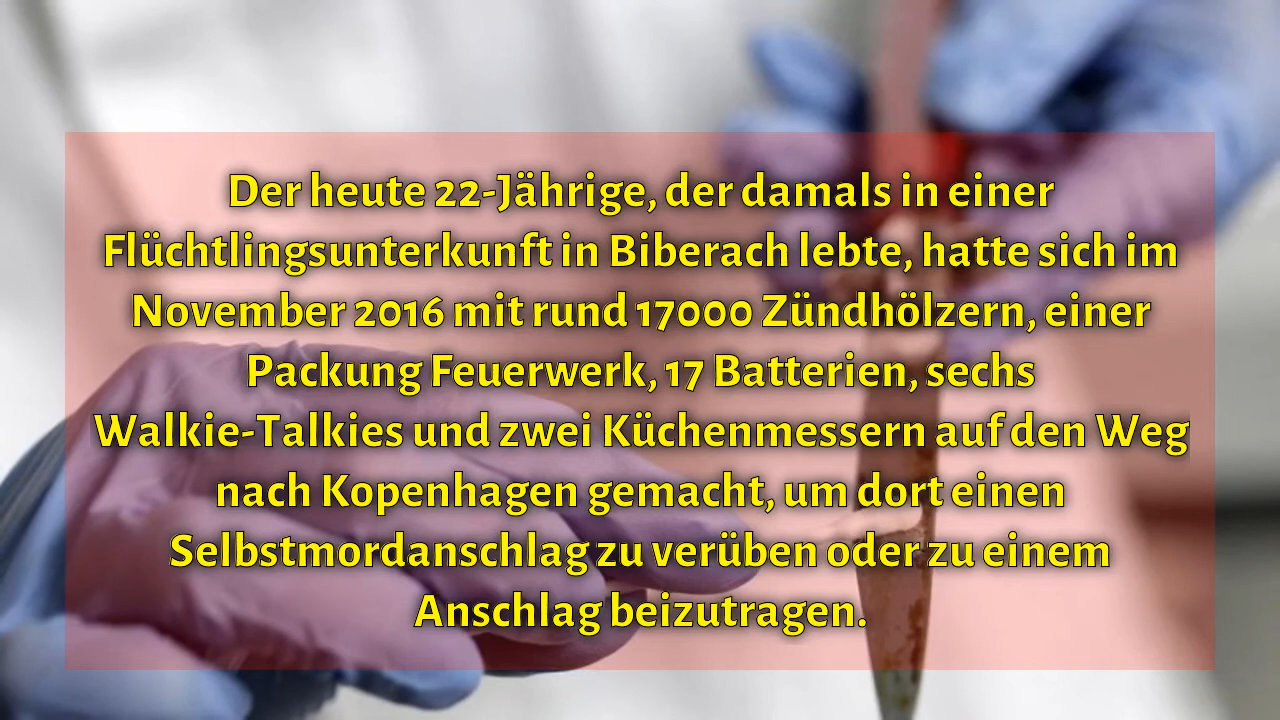 Der heute 22-Jährige, der damals in einer
Flüchtlingsunterkunft in Biberach lebte, hatte sich im
November 2016 mit rund 17000 Zündhölzern, einer
Packung Feuerwerk, 17 Batterien, sechs
Walkie-Talkies und zwei Küchenmessern auf den Weg
nach Kopenhagen gemacht, um dort einen
Selbstmordanschlag zu verüben oder zu einem
Anschlag beizutragen.